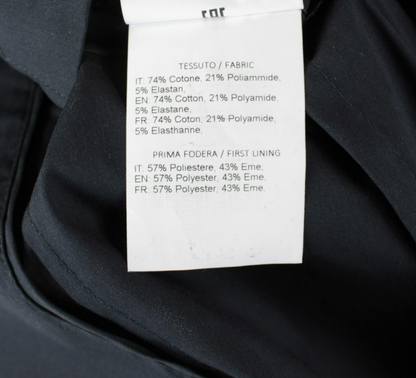 TESSUTO / FABRIC
IT: 74% Cotone, 21% Poliammide,
5% Elastan,
EN: 74% Cotton, 21% Polyamide,
5% Elastane,
FR: 74% Coton, 21% Polyamide,
5% Elasthanne,
PRIMA FODERA / FIRST LINING
IT: 57% Poliestere, 43% Eme.
EN: 57% Polyester, 43% Eme.
FR: 57% Polyester, 43% Eme.